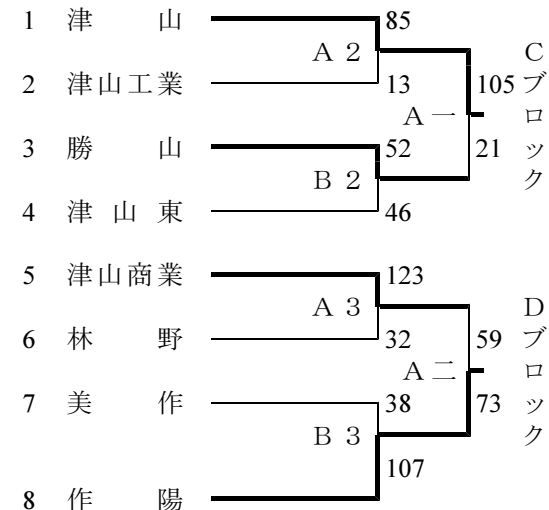 1 津山 85
A 2 C
2 津山工業 13 105 ブ
A 一 ロ
3 勝山 52 21 ッ
B 2 ク
4 津山東 46
5 津山商業 123
A 3 D
6 林野 32 59 ブ
A 二 ロ
7 美作 38 73 ッ
B 3 ク
107
8 作陽